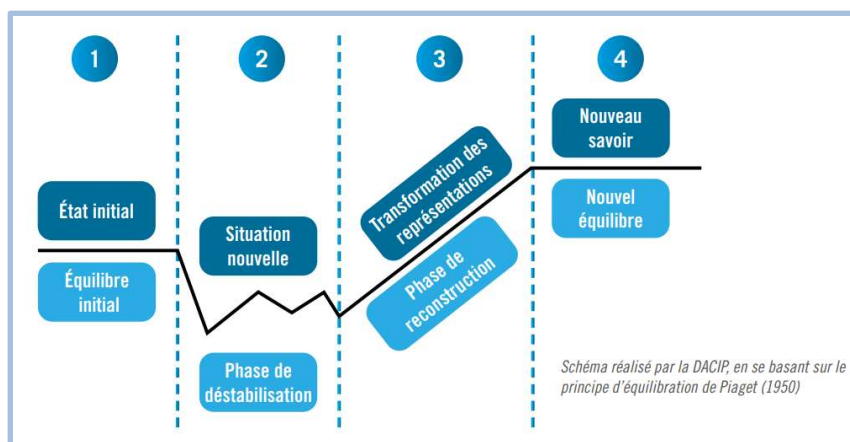 1
2
3
4
État initial
Équilibre
initial
Situation
nouvelle
Phase de
déstabilisation
Transformation des
représentations
Phase de
reconstruction
Nouveau
savoir
Nouvel
équilibre
Schéma réalisé par la DACIP, en se basant sur le
principe d'équilibration de Piaget (1950)